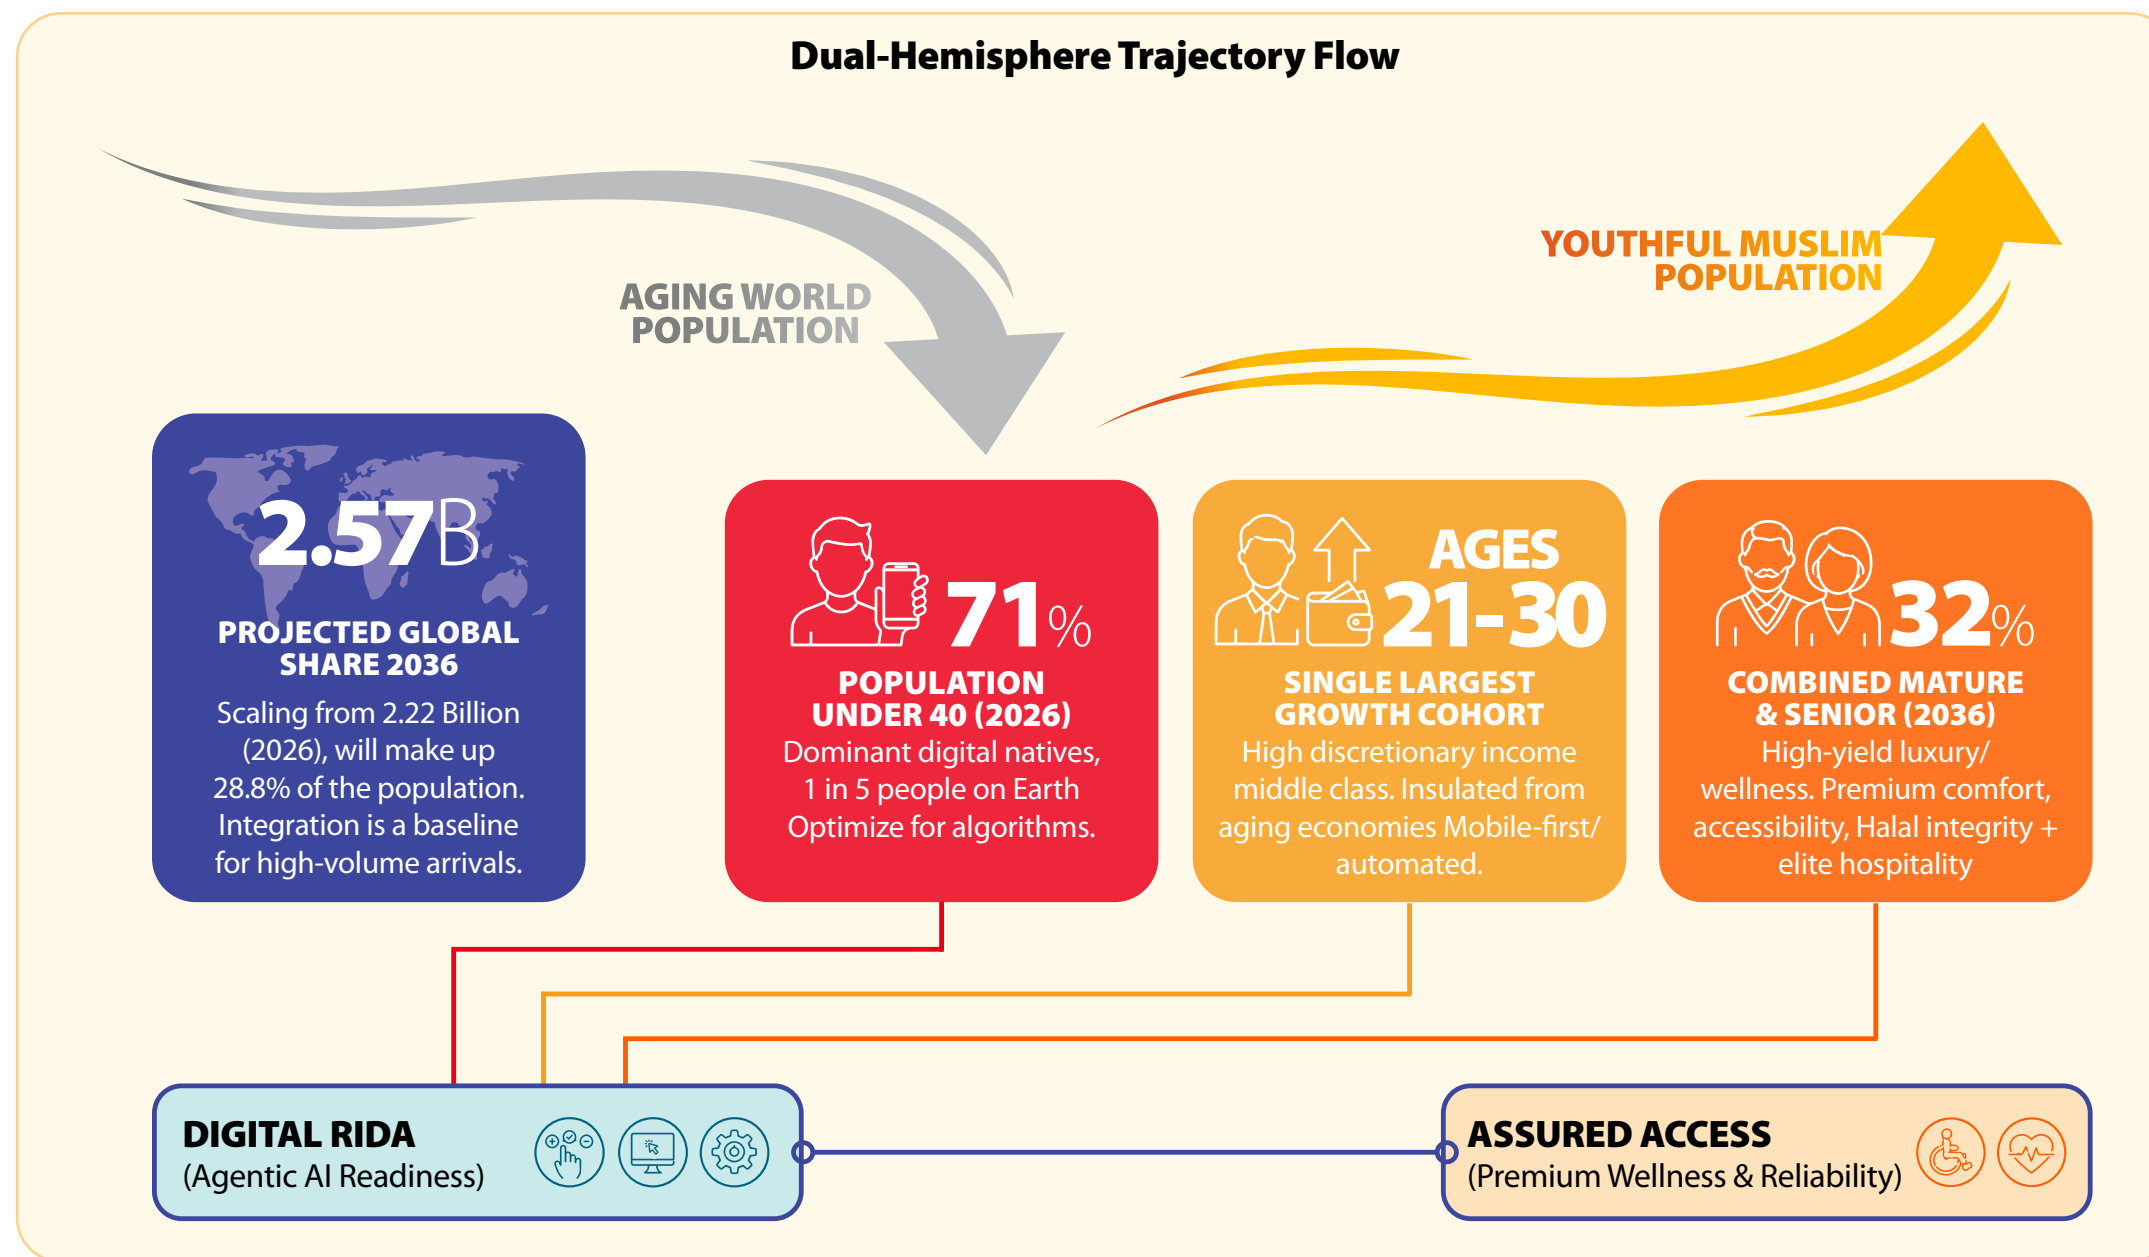 Dual-Hemisphere Trajectory Flow
AGING WORLD
POPULATION
YOUTHFUL MUSLIM
POPULATION
2.57B
PROJECTED GLOBAL
SHARE 2036
Scaling from 2.22 Billion
(2026), will make up
28.8% of the population.
Integration is a baseline
for high-volume arrivals.
71%
POPULATION
UNDER 40 (2026)
Dominant digital natives,
1 in 5 people on Earth
Optimize for algorithms.
AGES
21-30
SINGLE LARGEST
GROWTH COHORT
High discretionary income
middle class. Insulated from
aging economies Mobile-first/
automated.
32%
COMBINED MATURE
& SENIOR (2036)
High-yield luxury/
wellness. Premium comfort,
accessibility, Halal integrity +
elite hospitality
DIGITAL RIDA
(Agentic AI Readiness)
ASSURED ACCESS
(Premium Wellness & Reliability)